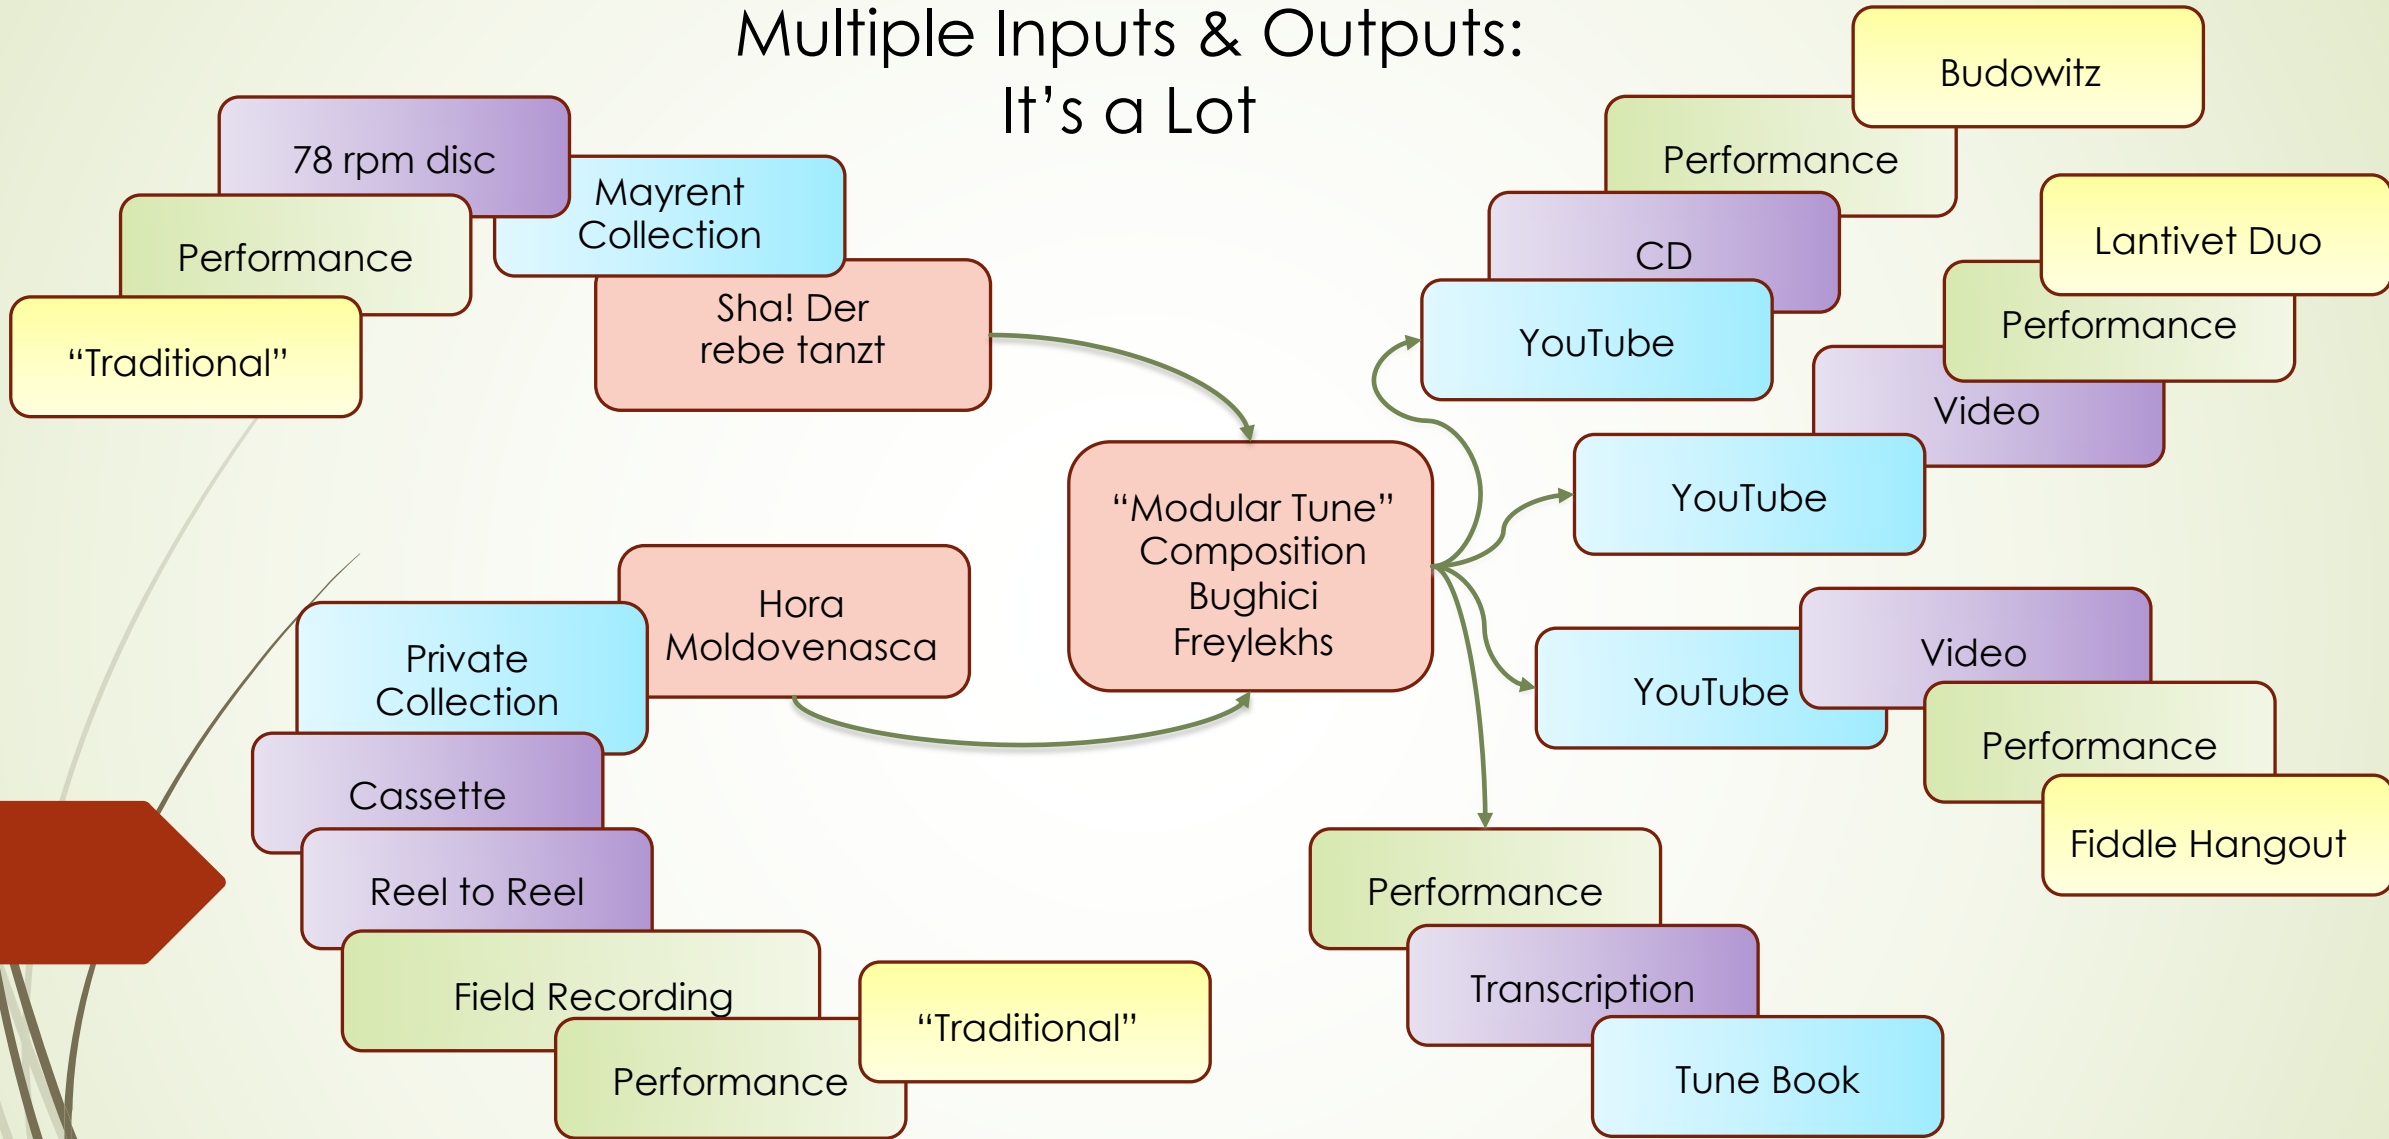 Multiple Inputs & Outputs:
It’s a Lot
78 rpm disc
Mayrent
Collection
Performance
Sha! Der
rebe tanzt
“Traditional”
Hora
Moldovenasca
Private
Collection
Cassette
Reel to Reel
Field Recording
Performance
“Traditional”
“Modular Tune”
Composition
Bughici
Freylekhs
Budowitz
Performance
CD
YouTube
Lantivet Duo
Performance
Video
YouTube
YouTube
Video
Performance
Fiddle Hangout
Performance
Transcription
Tune Book